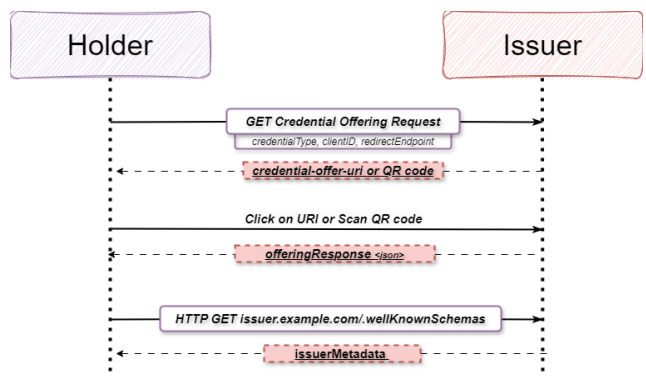 Holder
Issuer
GET Credential Offering Request
credentialType, clientID, redirectEndpoint
credential-offer-uri or QR code
Click on URI or Scan QR code
offeringResponse <json>
HTTP GET issuer.example.com/.wellKnownSchemas
issuerMetadata